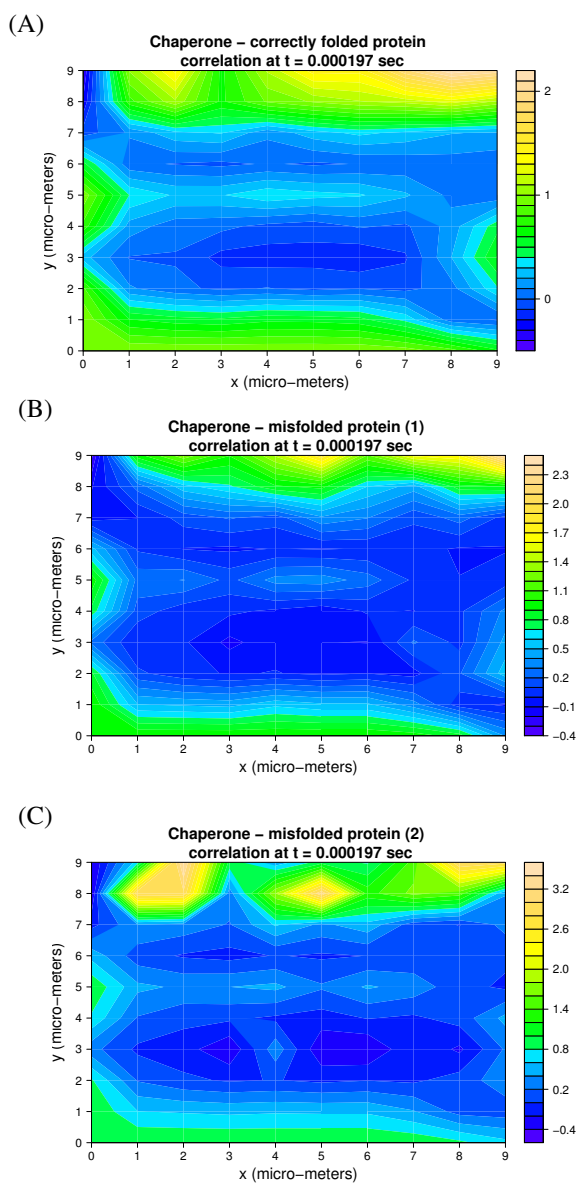 (A)
Chaperone − correctly folded protein
correlation at t = 0.000197 sec
9
8
7
6
5
4
3
2
1
0
y (micro−meters)
0 1 2 3 4 5 6 7 8 9
x (micro−meters)
2
1
0
(B)
Chaperone − misfolded protein (1)
correlation at t = 0.000197 sec
9
8
7
6
5
4
3
2
1
0
y (micro−meters)
0 1 2 3 4 5 6 7 8 9
x (micro−meters)
2.3
2.0
1.7
1.4
1.1
0.8
0.5
0.2
−0.1
−0.4
(C)
Chaperone − misfolded protein (2)
correlation at t = 0.000197 sec
9
8
7
6
5
4
3
2
1
0
y (micro−meters)
0 1 2 3 4 5 6 7 8 9
x (micro−meters)
3.2
2.6
2.0
1.4
0.8
0.4
0.0
−0.4